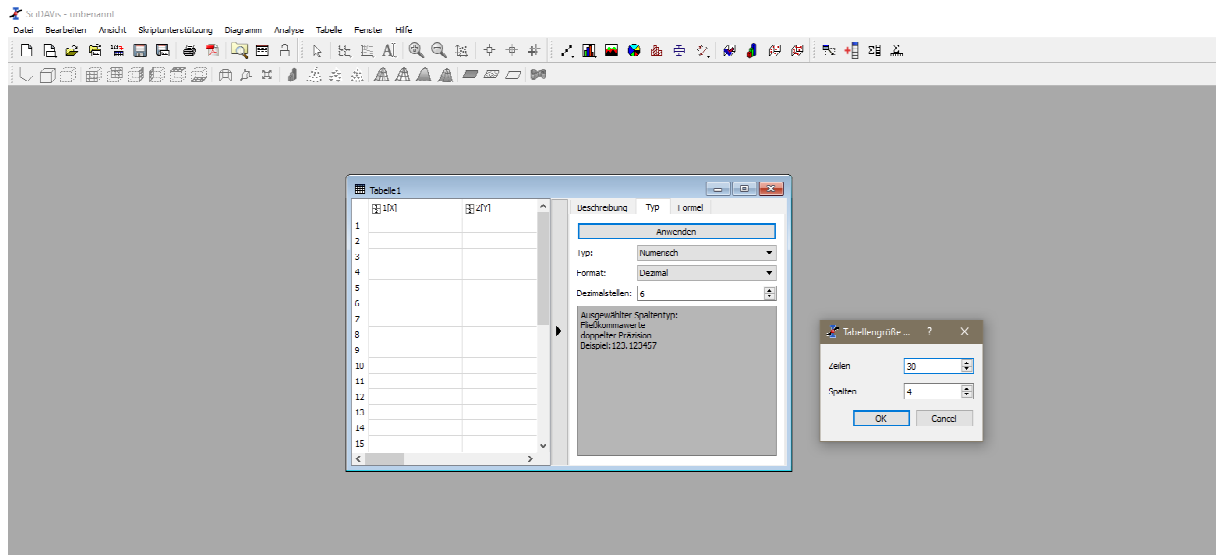 SciDAVis - unbenannt
Datei Bearbeiten Ansicht Skriptunterstützung Diagramm Analyse Tabelle Fenster Hilfe
Tabelle1
1[X] 2[Y]
1
2
3
4
5
6
7
8
9
10
11
12
13
14
15
Beschreibung Typ Formel
Anwenden
Typ: Numerisch
Format: Dezimal
Dezimalstellen: 6
Ausgewählter Spaltentyp:
Fließkommawerte
doppelter Präzision
Beispiel: 123,123457
Tabellengröße ... ?
Zeilen 30
Spalten 4
OK Cancel